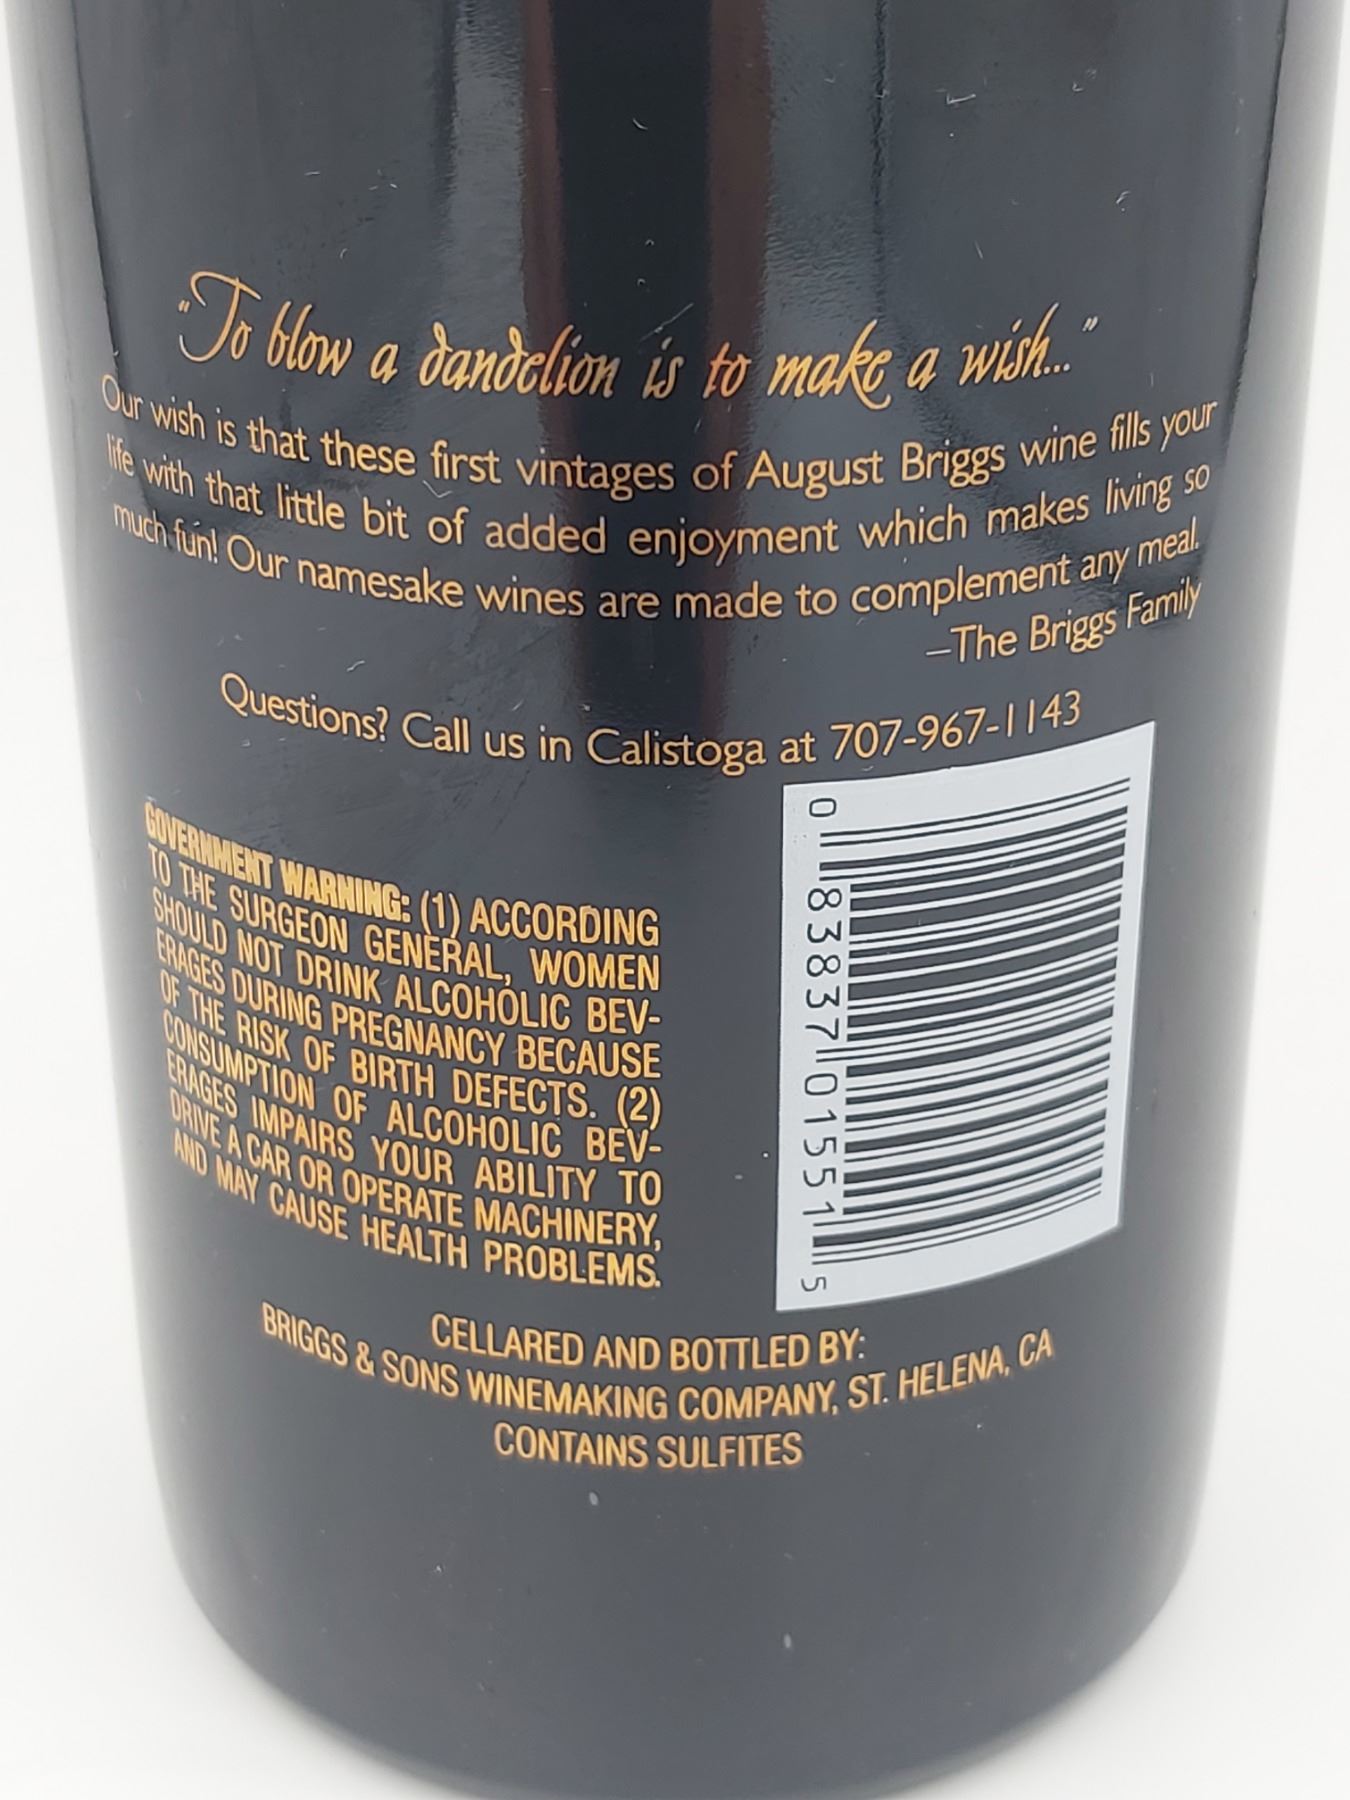 "To blow a dandelion is to make a wish..."
Our wish is that these first vintages of August Briggs wine fills your
life with that little bit of added enjoyment which makes living so
much fun! Our namesake wines are made to complement any meal.
–The Briggs Family
Questions? Call us in Calistoga at 707-967-1143
GOVERNMENT WARNING: (1) ACCORDING
TO THE SURGEON GENERAL, WOMEN
SHOULD NOT DRINK ALCOHOLIC BEV-
ERAGES DURING PREGNANCY BECAUSE
OF THE RISK OF BIRTH DEFECTS. (2)
CONSUMPTION OF ALCOHOLIC BEV-
ERAGES IMPAIRS YOUR ABILITY TO
DRIVE A CAR OR OPERATE MACHINERY,
AND MAY CAUSE HEALTH PROBLEMS.
0 83837 01551 5
CELLARED AND BOTTLED BY:
BRIGGS & SONS WINEMAKING COMPANY, ST. HELENA, CA
CONTAINS SULFITES